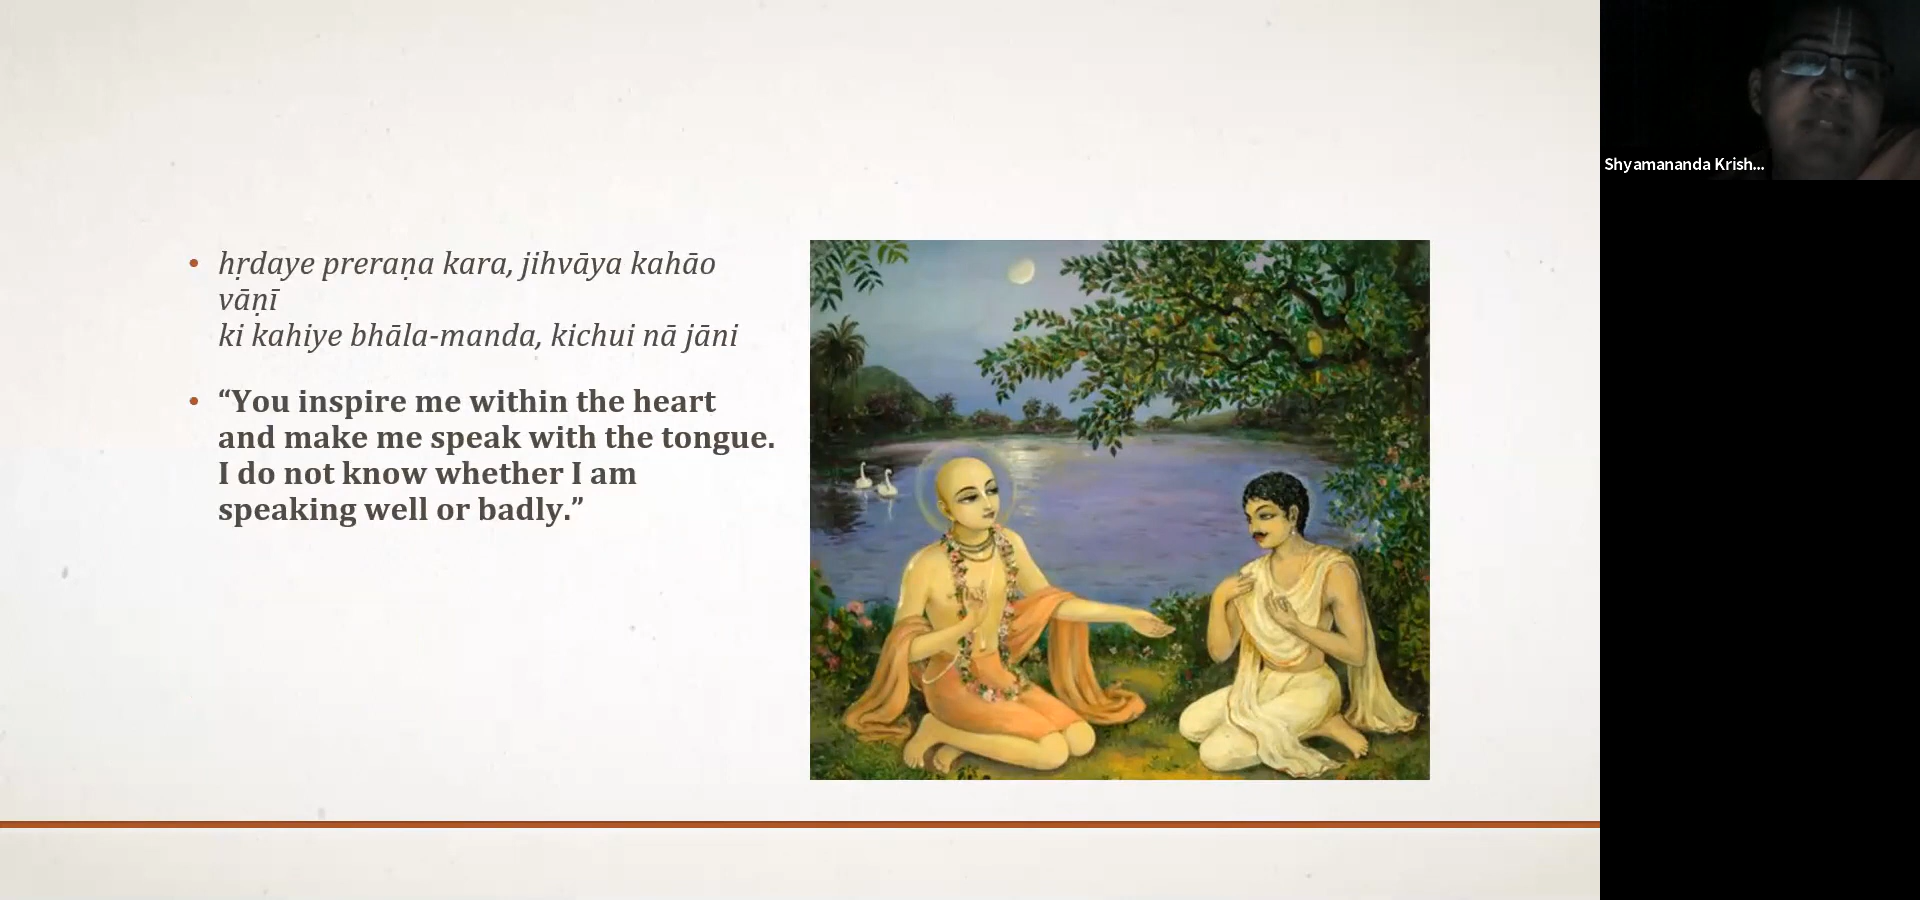 • hṛdaye preraṇa kara, jihvāya kahāo
vāṇī
ki kahiye bhāla-manda, kichui nā jāni
• “You inspire me within the heart
and make me speak with the tongue.
I do not know whether I am
speaking well or badly.”
Shyamananda Krish...